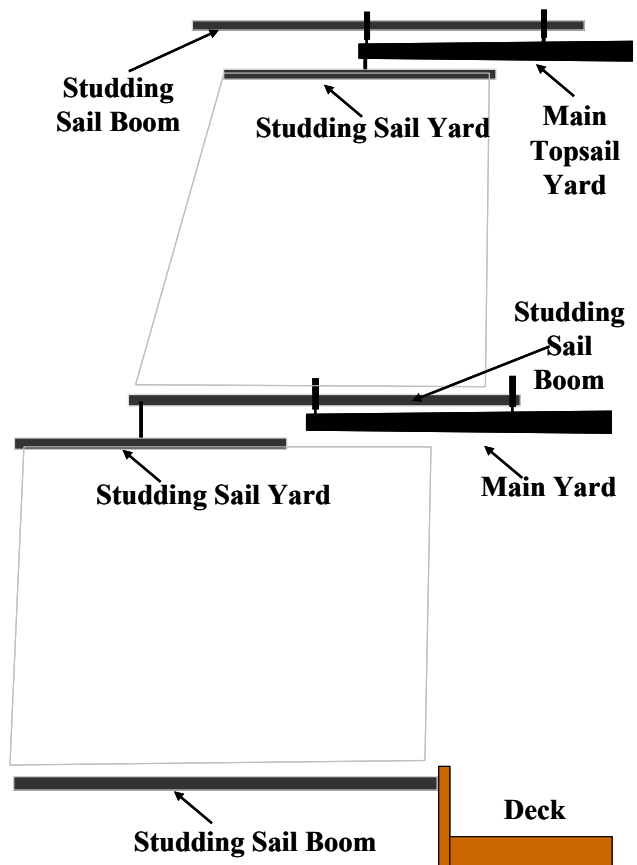 Studding
Sail Boom
Studding Sail Yard
Main
Topsail
Yard
Studding
Sail
Boom
Studding Sail Yard
Main Yard
Deck
Studding Sail Boom